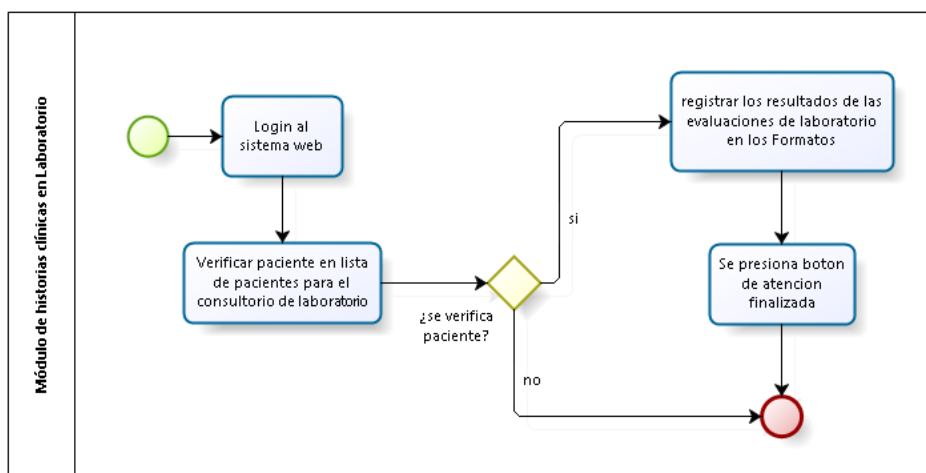 Módulo de historias clínicas en Laboratorio
Login al
sistema web
Verificar paciente en lista
de pacientes para el
consultorio de laboratorio
¿se verifica
paciente?
si
no
registrar los resultados de las
evaluaciones de laboratorio
en los Formatos
Se presiona boton
de atencion
finalizada